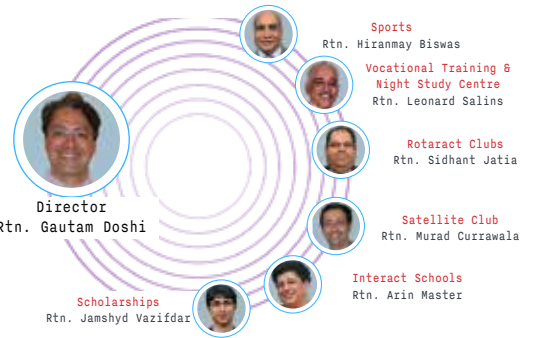 Sports
Rtn. Hiranmay Biswas
Vocational Training &
Night Study Centre
Rtn. Leonard Salins
Rotaract Clubs
Rtn. Sidhant Jatia
Director
Rtn. Gautam Doshi
Satellite Club
Rtn. Murad Currawala
Interact Schools
Rtn. Arin Master
Scholarships
Rtn. Jamshyd Vazifdar